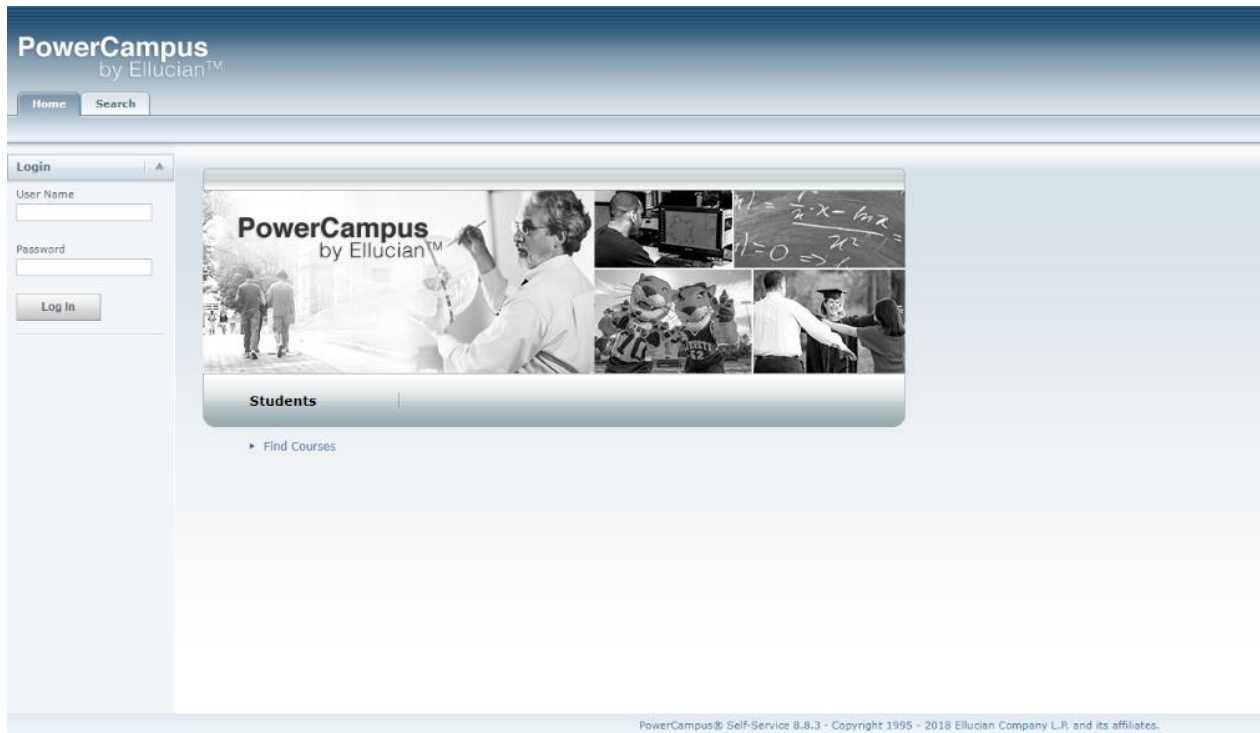 PowerCampus
by Ellucian™
Home
Search
Login
User Name
Password
Log In
PowerCampus
by Ellucian™
Students
Find Courses
PowerCampus® Self-Service 8.8.3 · Copyright 1995 - 2018 Ellucian Company L.P. and its affiliates.